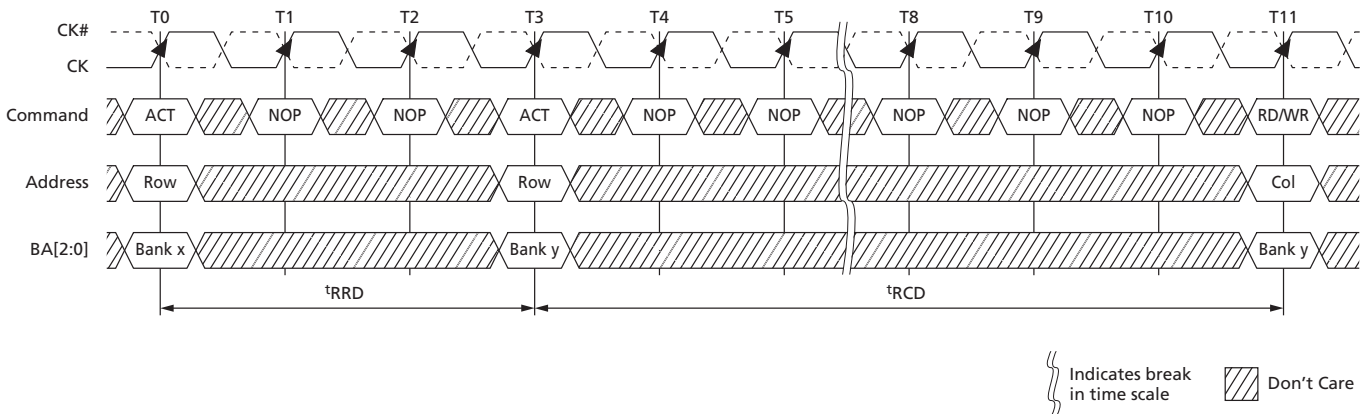 T0 T1 T2 T3 T4 T5 T8 T9 T10 T11
CK#
CK
Command ACT NOP NOP ACT NOP NOP NOP NOP NOP RD/WR
Address Row Row Col
BA[2:0] Bank x Bank y Bank y
tRRD tRCD
Indicates break
in time scale
Don't Care